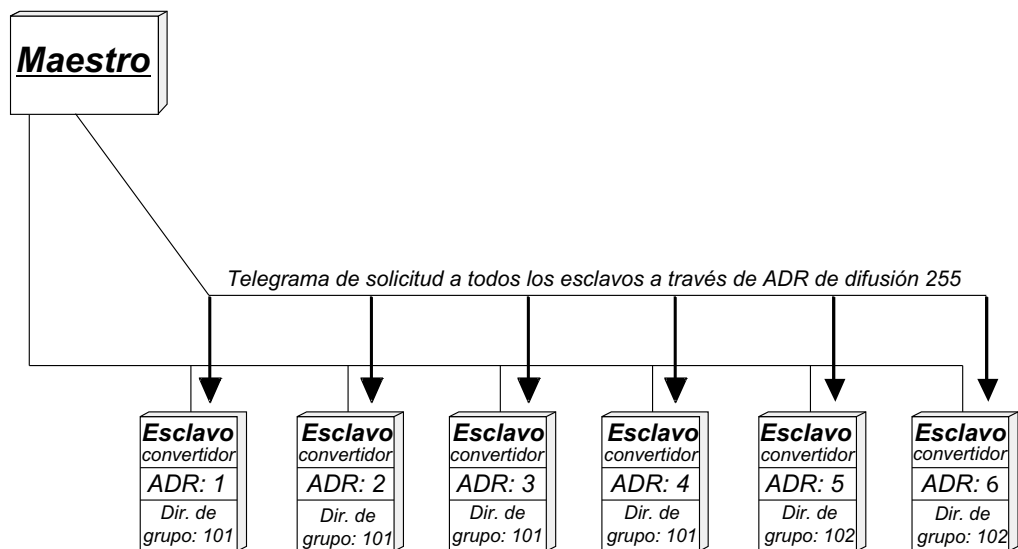 Maestro
Telegrama de solicitud a todos los esclavos a través de ADR de difusión 255
Esclavo
convertidor
ADR: 1
Dir. de
grupo: 101
Esclavo
convertidor
ADR: 2
Dir. de
grupo: 101
Esclavo
convertidor
ADR: 3
Dir. de
grupo: 101
Esclavo
convertidor
ADR: 4
Dir. de
grupo: 101
Esclavo
convertidor
ADR: 5
Dir. de
grupo: 102
Esclavo
convertidor
ADR: 6
Dir. de
grupo: 102